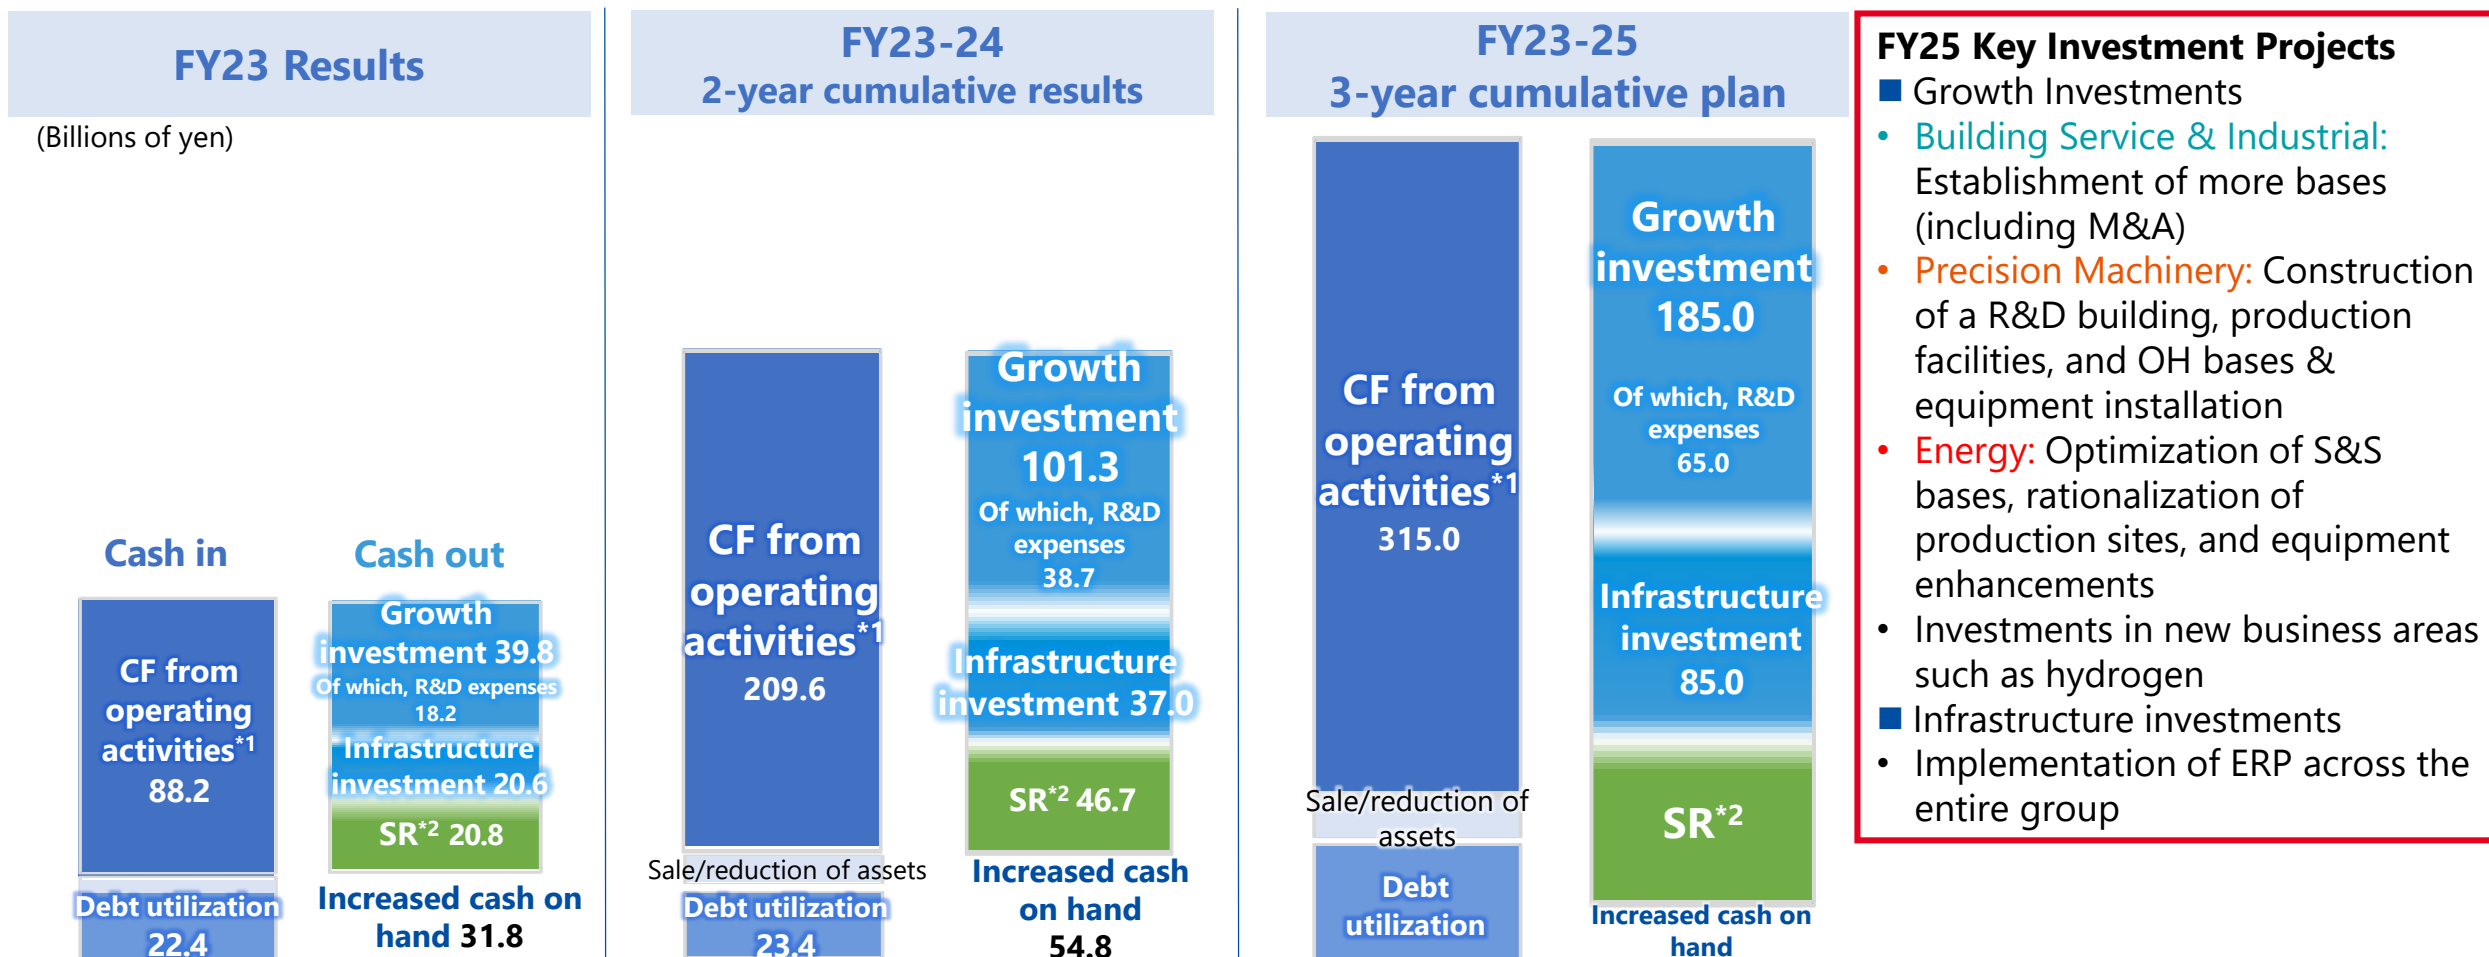 FY23 Results
(Billions of yen)
Cash in
CF from
operating
activities*1
88.2
Debt utilization
22.4
Cash out
Growth
investment 39.8
Of which, R&D expenses
18.2
Infrastructure
investment 20.6
SR*2 20.8
Increased cash on
hand 31.8
FY23-24
2-year cumulative results
CF from
operating
activities*1
209.6
Sale/reduction of assets
Debt utilization
23.4
Growth
investment
101.3
Of which, R&D
expenses
38.7
Infrastructure
investment 37.0
SR*2 46.7
Increased cash
on hand
54.8
FY23-25
3-year cumulative plan
CF from
operating
activities*1
315.0
Sale/reduction of
assets
Debt
utilization
Growth
investment
185.0
Of which, R&D
expenses
65.0
Infrastructure
investment
85.0
SR*2
Increased cash on
hand
FY25 Key Investment Projects
■ Growth Investments
• Building Service & Industrial:
Establishment of more bases
(including M&A)
• Precision Machinery: Construction
of a R&D building, production
facilities, and OH bases &
equipment installation
• Energy: Optimization of S&S
bases, rationalization of
production sites, and equipment
enhancements
• Investments in new business areas
such as hydrogen
■ Infrastructure investments
• Implementation of ERP across the
entire group